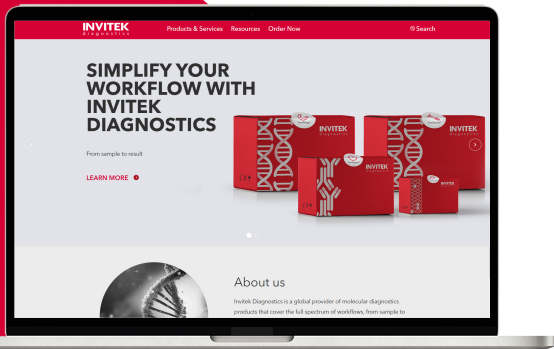 INVITEK
diagnostics
Products & Services Resources Order Now Search
SIMPLIFY YOUR
WORKFLOW WITH
INVITEK
DIAGNOSTICS
From sample to result
LEARN MORE
INVITEK
INVITEK
INVITEK
INVITEK
About us
Invitek Diagnostics is a global provider of molecular diagnostics
products that cover the full spectrum of workflows, from sample to